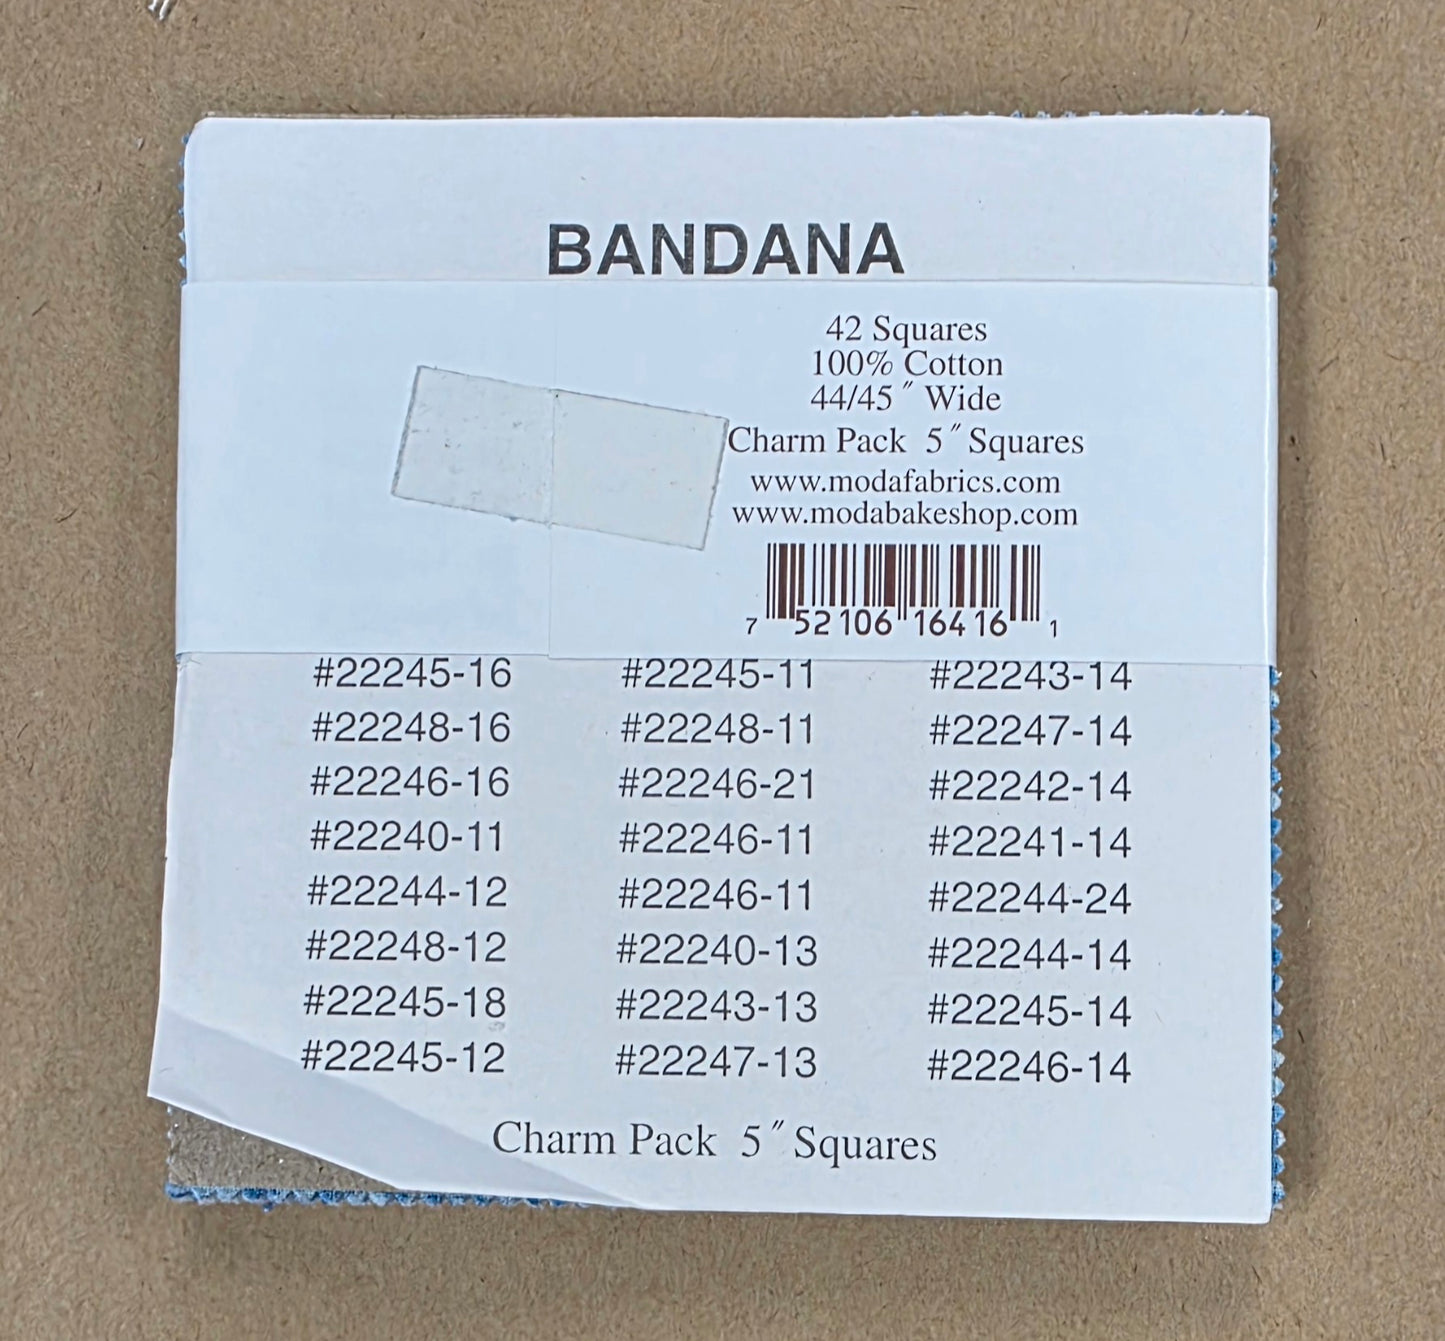 BANDANA
42 Squares
100% Cotton
44/45″ Wide
Charm Pack 5″ Squares
www.modafabrics.com
www.modabakeshop.com
7 52106 16416 1
#22245-16 #22245-11 #22243-14
#22248-16 #22248-11 #22247-14
#22246-16 #22246-21 #22242-14
#22240-11 #22246-11 #22241-14
#22244-12 #22246-11 #22244-24
#22248-12 #22240-13 #22244-14
#22245-18 #22243-13 #22245-14
#22245-12 #22247-13 #22246-14
Charm Pack 5″ Squares